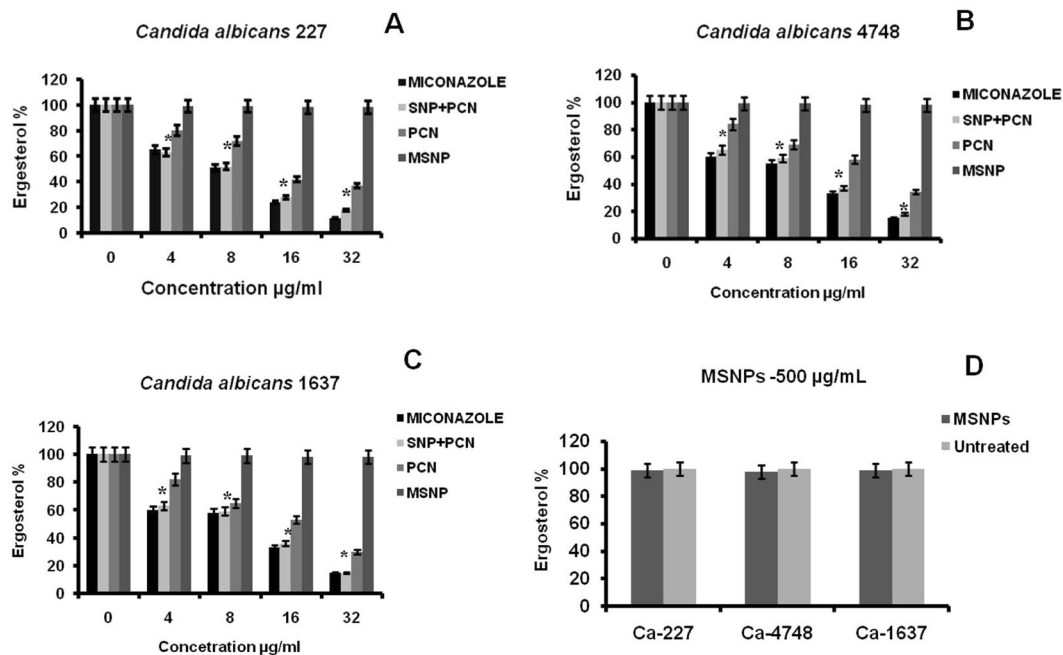 Candida albicans 227
A
Ergesterol %
120
100
80
60
40
20
0
0 4 8 16 32
Concentration µg/ml
MICONAZOLE
SNP+PCN
PCN
MSNP
* * * *
Candida albicans 4748
B
Ergosterol %
120
100
80
60
40
20
0
0 4 8 16 32
Concentration µg/ml
MICONAZOLE
SNP+PCN
PCN
MSNP
* * * *
Candida albicans 1637
C
Ergosterol %
120
100
80
60
40
20
0
0 4 8 16 32
Concetration µg/ml
MICONAZOLE
SNP+PCN
PCN
MSNP
* * * *
MSNPs -500 µg/mL
D
Ergosterol %
120
100
80
60
40
20
0
Ca-227 Ca-4748 Ca-1637
MSNPs
Untreated